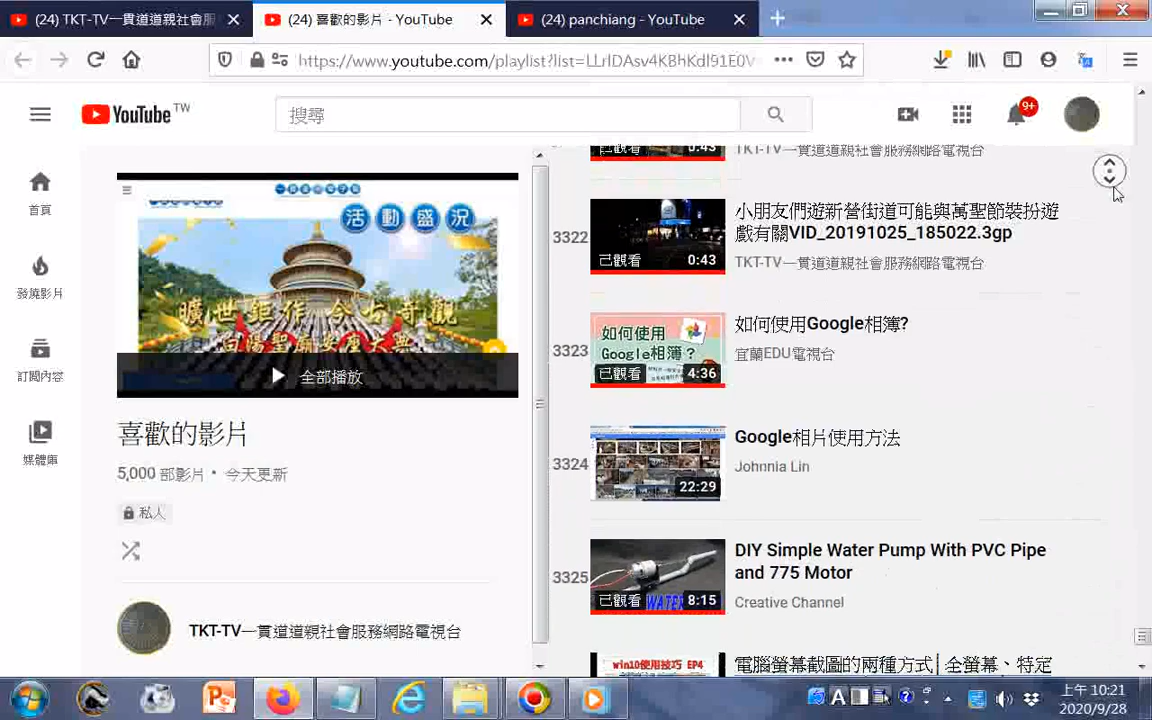 (24) TKT-TV一貫道道親社會服
(24) 喜歡的影片 - YouTube
(24) panchiang - YouTube
https://www.youtube.com/playlist?list=LLrIDAsv4KBhKdl91E0V
YouTube TW
搜尋
9+
首頁
發燒影片
訂閱內容
媒體庫
活動盛況
曠世鉅作 今古奇觀
全部播放
喜歡的影片
5,000 部影片 • 今天更新
私人
TKT-TV一貫道道親社會服務網路電視台
已觀看
0:43
TKT-TV一貫道道親社會服務網路電視台
3322
已觀看
0:43
小朋友們遊新營街道可能與萬聖節裝扮遊
戲有關VID_20191025_185022.3gp
TKT-TV一貫道道親社會服務網路電視台
3323
如何使用
Google相簿？
已觀看
4:36
如何使用Google相簿?
宜蘭EDU電視台
3324
22:29
Google相片使用方法
Johnnia Lin
3325
已觀看
WATER
8:15
DIY Simple Water Pump With PVC Pipe
and 775 Motor
Creative Channel
win10使用技巧 EP4
電腦螢幕截圖的兩種方式│全螢幕、特定
上午 10:21
2020/9/28